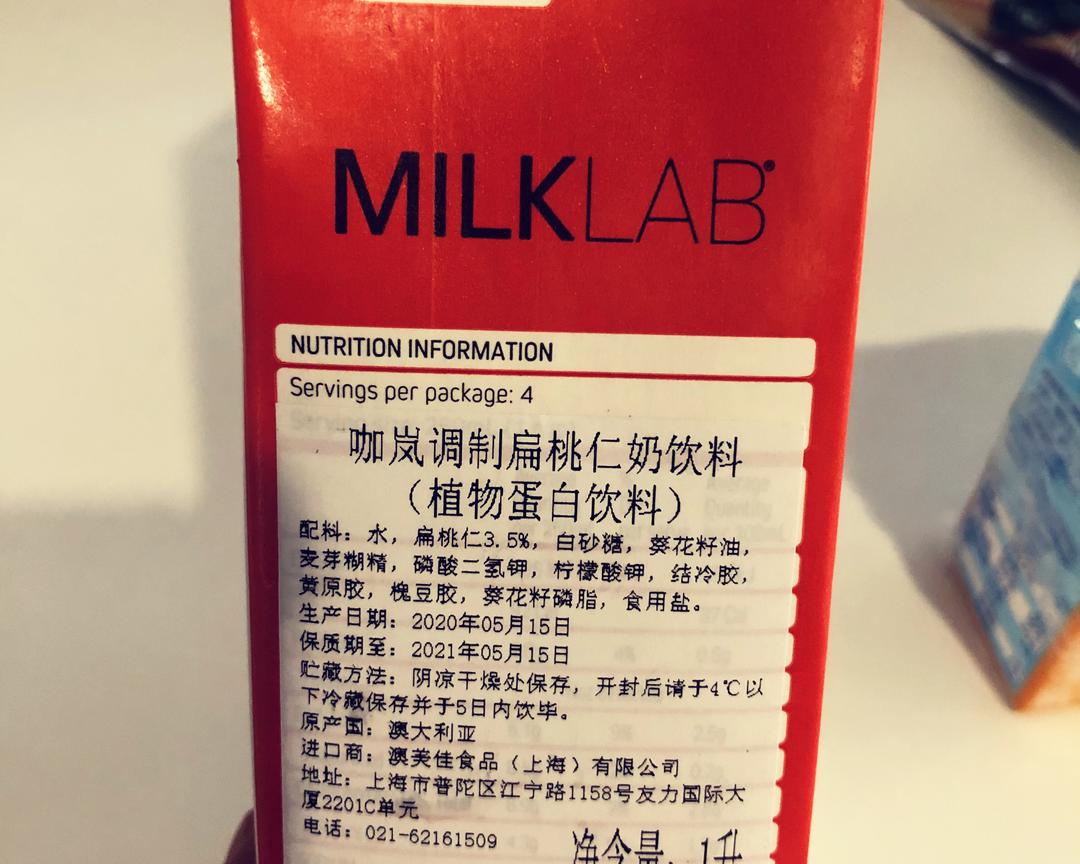 MILKLAB®
NUTRITION INFORMATION
Servings per package: 4
咖岚调制扁桃仁奶饮料
（植物蛋白饮料）
配料：水，扁桃仁3.5%，白砂糖，葵花籽油，
麦芽糊精，磷酸二氢钾，柠檬酸钾，结冷胶，
黄原胶，槐豆胶，葵花籽磷脂，食用盐。
生产日期：2020年05月15日
保质期至：2021年05月15日
贮藏方法：阴凉干燥处保存，开封后请于4℃以
下冷藏保存并于5日内饮毕。
原产国：澳大利亚
进口商：澳美佳食品（上海）有限公司
地址：上海市普陀区江宁路1158号友力国际大
厦2201C单元
电话：021-62161509
净含量：1升